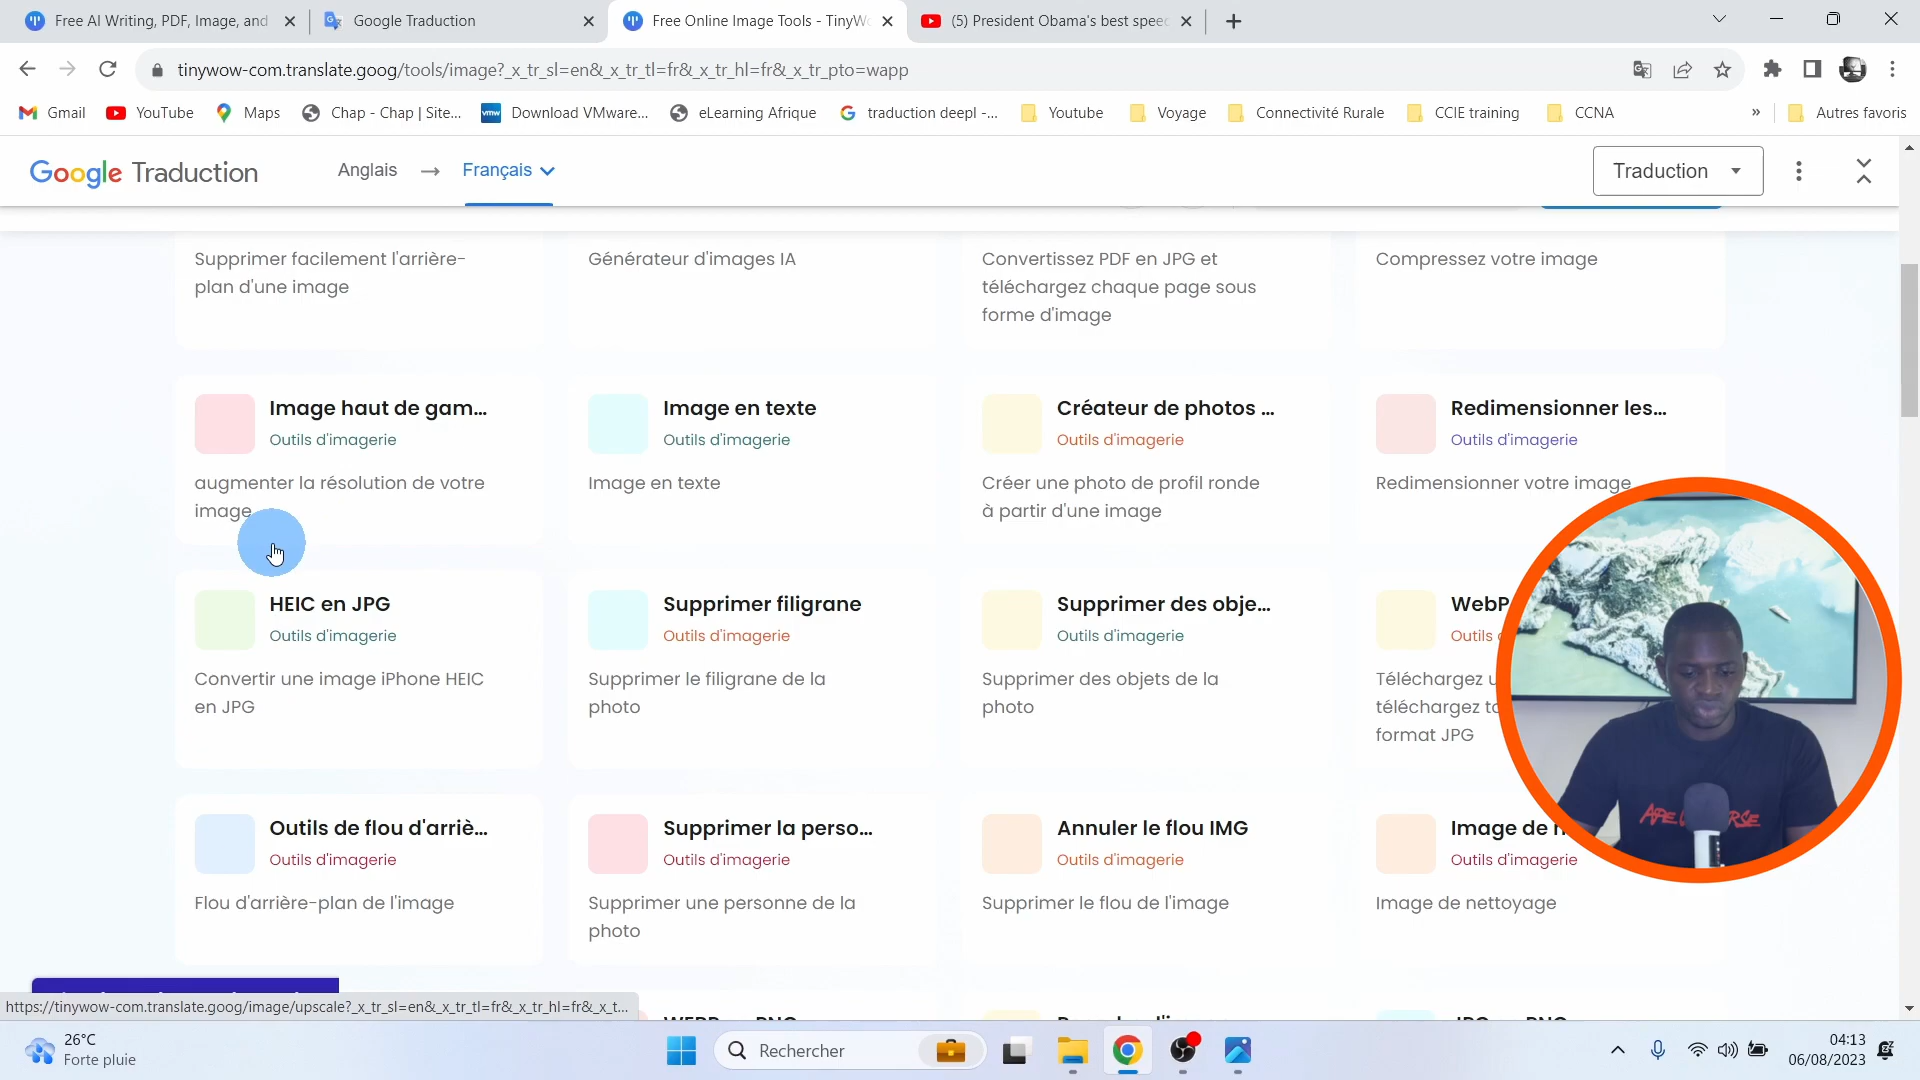 Free AI Writing, PDF, Image, and
Google Traduction
Free Online Image Tools - TinyWo
(5) President Obama's best speec
tinywow-com.translate.goog/tools/image?_x_tr_sl=en&_x_tr_tl=fr&_x_tr_hl=fr&_x_tr_pto=wapp
Gmail
YouTube
Maps
Chap - Chap | Site...
vmw
Download VMware...
eLearning Afrique
traduction deepl -...
Youtube
Voyage
Connectivité Rurale
CCIE training
CCNA
»
Autres favoris
Google Traduction
Anglais → Français
Traduction
Supprimer facilement l'arrière-
plan d'une image
Générateur d'images IA
Convertissez PDF en JPG et
téléchargez chaque page sous
forme d'image
Compressez votre image
Image haut de gam...
Outils d'imagerie
augmenter la résolution de votre
image
Image en texte
Outils d'imagerie
Image en texte
Créateur de photos ...
Outils d'imagerie
Créer une photo de profil ronde
à partir d'une image
Redimensionner les...
Outils d'imagerie
Redimensionner votre image
HEIC en JPG
Outils d'imagerie
Convertir une image iPhone HEIC
en JPG
Supprimer filigrane
Outils d'imagerie
Supprimer le filigrane de la
photo
Supprimer des obje...
Outils d'imagerie
Supprimer des objets de la
photo
WebP
Outils
Téléchargez
téléchargez
format JPG
Outils de flou d'arriè...
Outils d'imagerie
Flou d'arrière-plan de l'image
Supprimer la perso...
Outils d'imagerie
Supprimer une personne de la
photo
Annuler le flou IMG
Outils d'imagerie
Supprimer le flou de l'image
Image de
Outils d'imagerie
Image de nettoyage
https://tinywow-com.translate.goog/image/upscale?_x_tr_sl=en&_x_tr_tl=fr&_x_tr_hl=fr&_x_t...
26°C
Forte pluie
Rechercher
04:13
06/08/2023